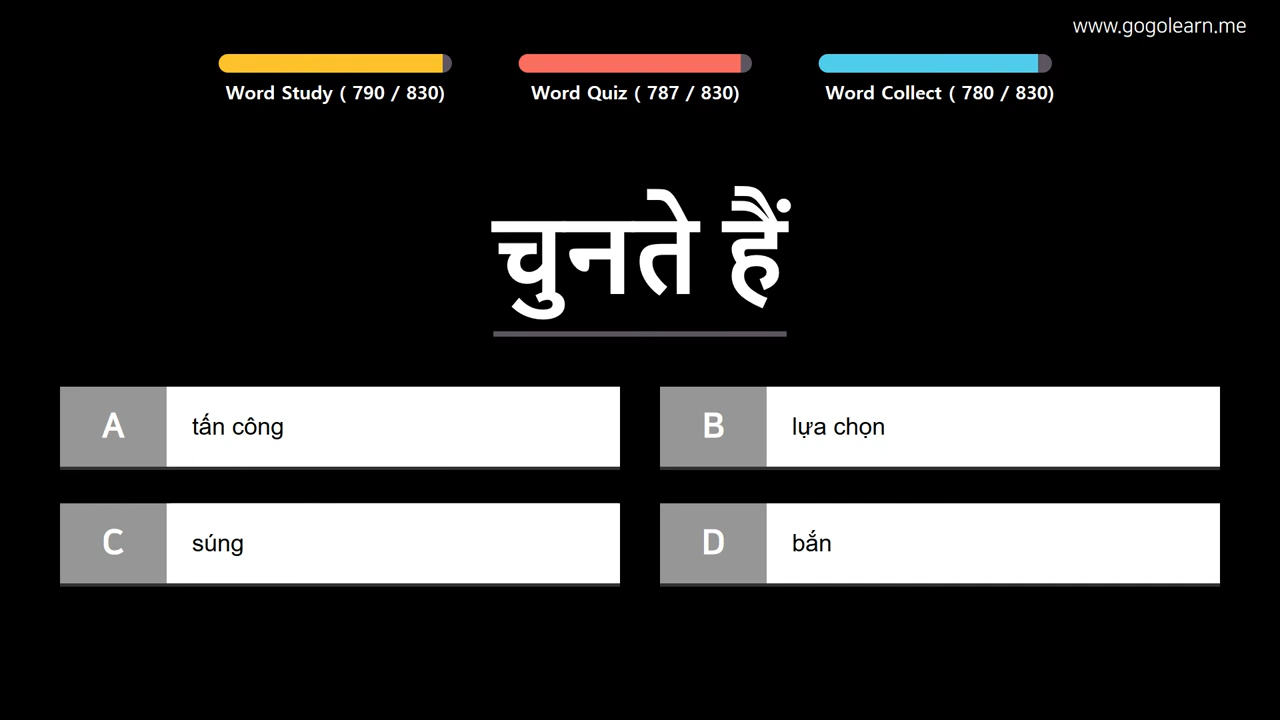 www.gogolearn.me
Word Study ( 790 / 830)
Word Quiz ( 787 / 830)
Word Collect ( 780 / 830)
चुनते हैं
A tấn công
B lựa chọn
C súng
D bắn